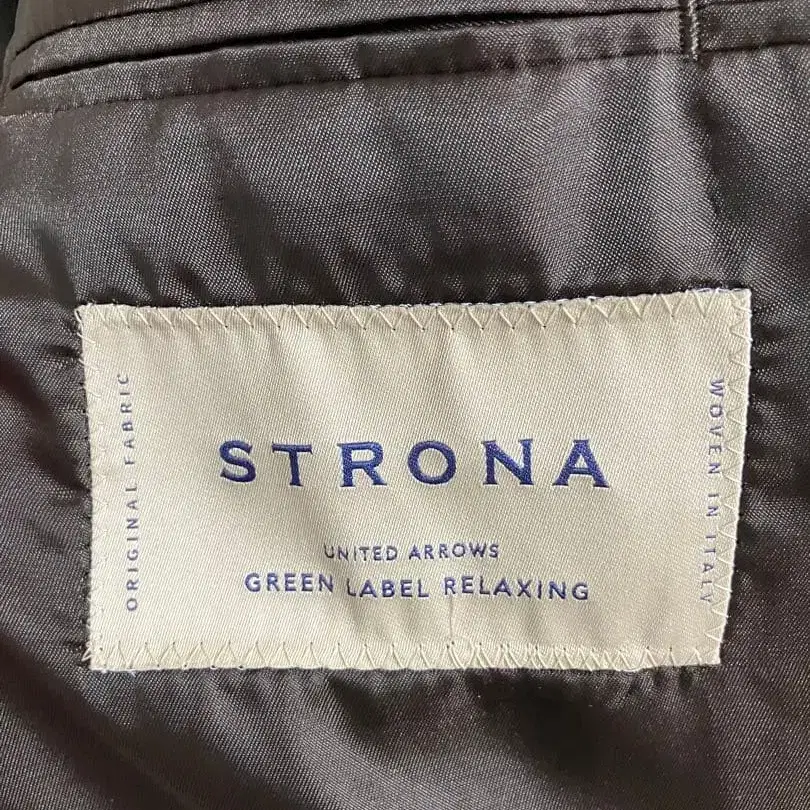 ORIGINAL FABRIC
STRONA
UNITED ARROWS
GREEN LABEL RELAXING
WOVEN IN ITALY